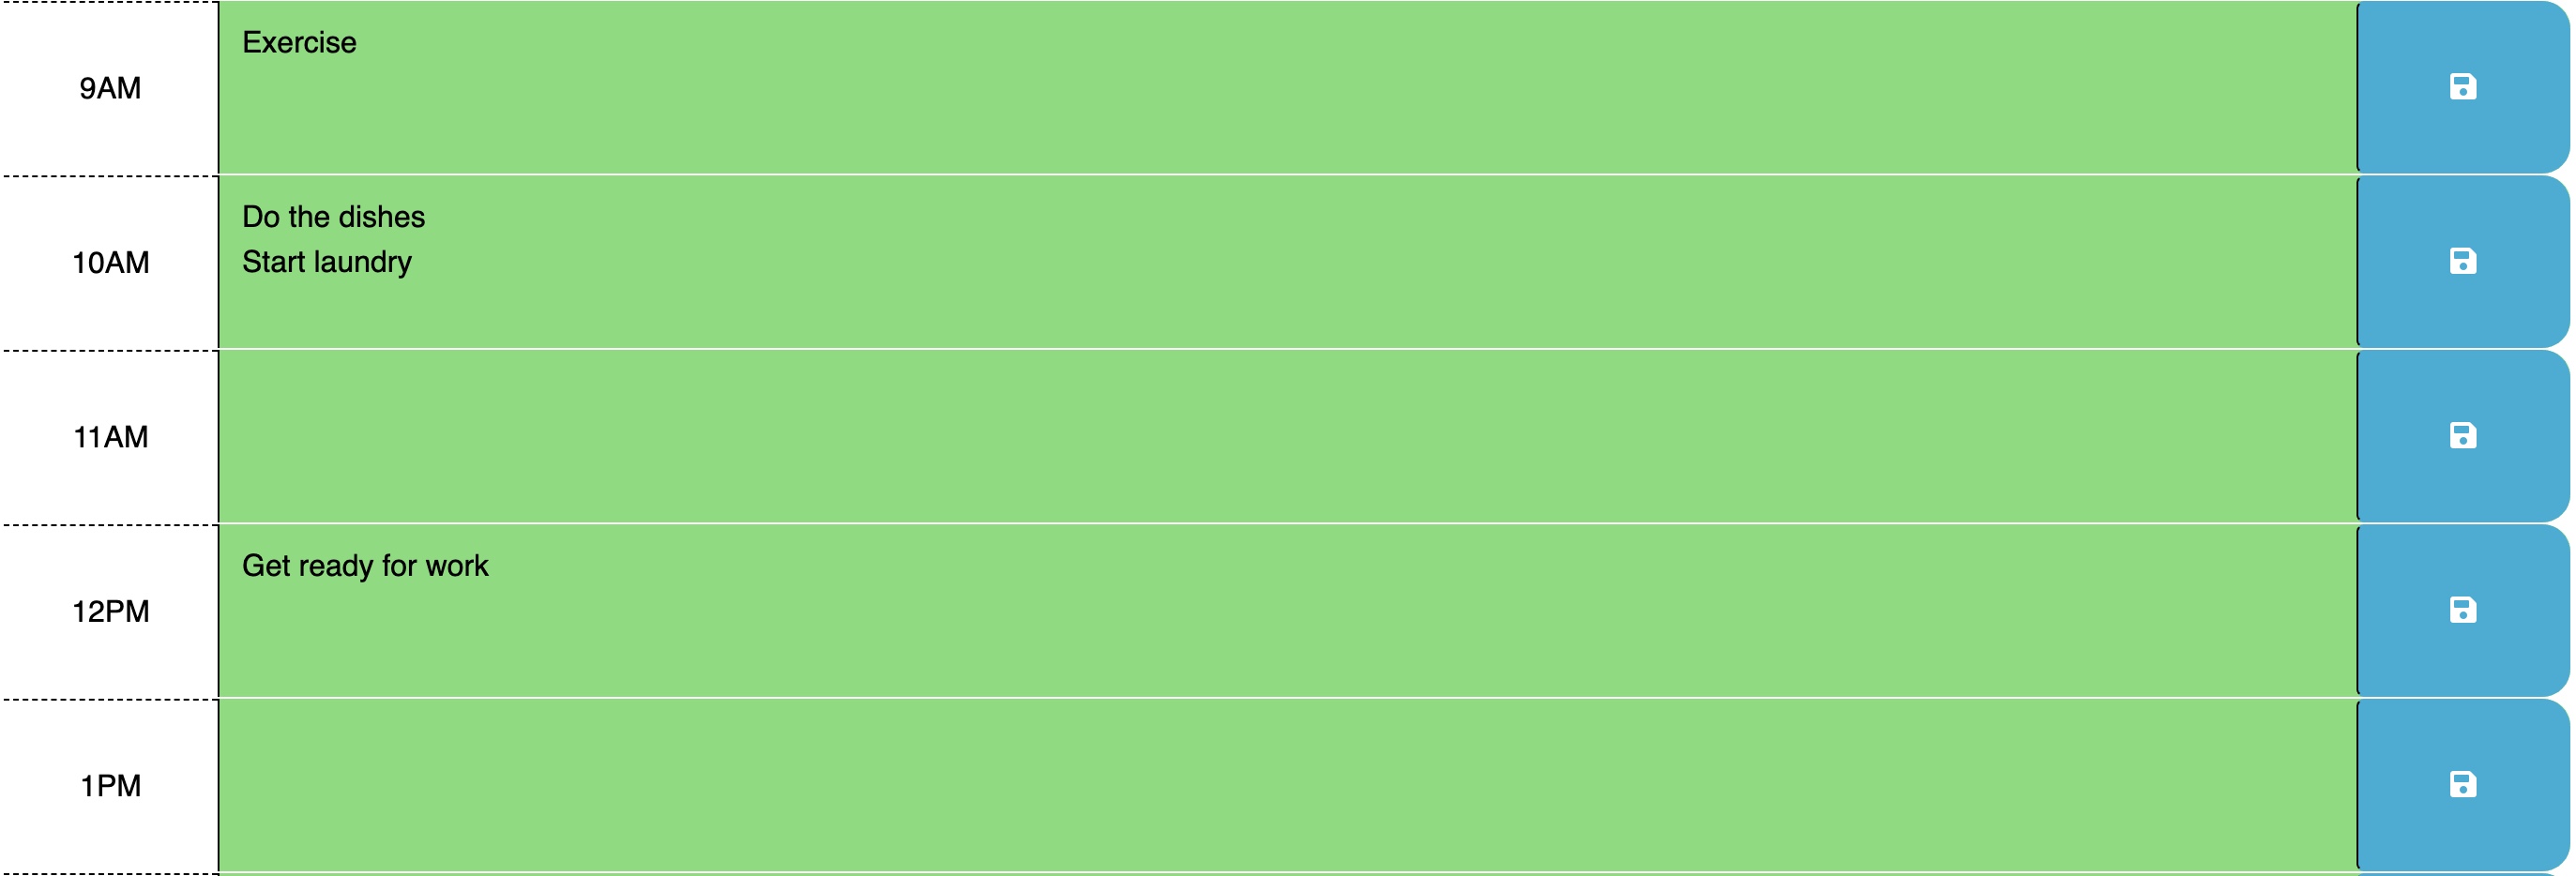 9AM
Exercise
10AM
Do the dishes
Start laundry
11AM
12PM
Get ready for work
1PM